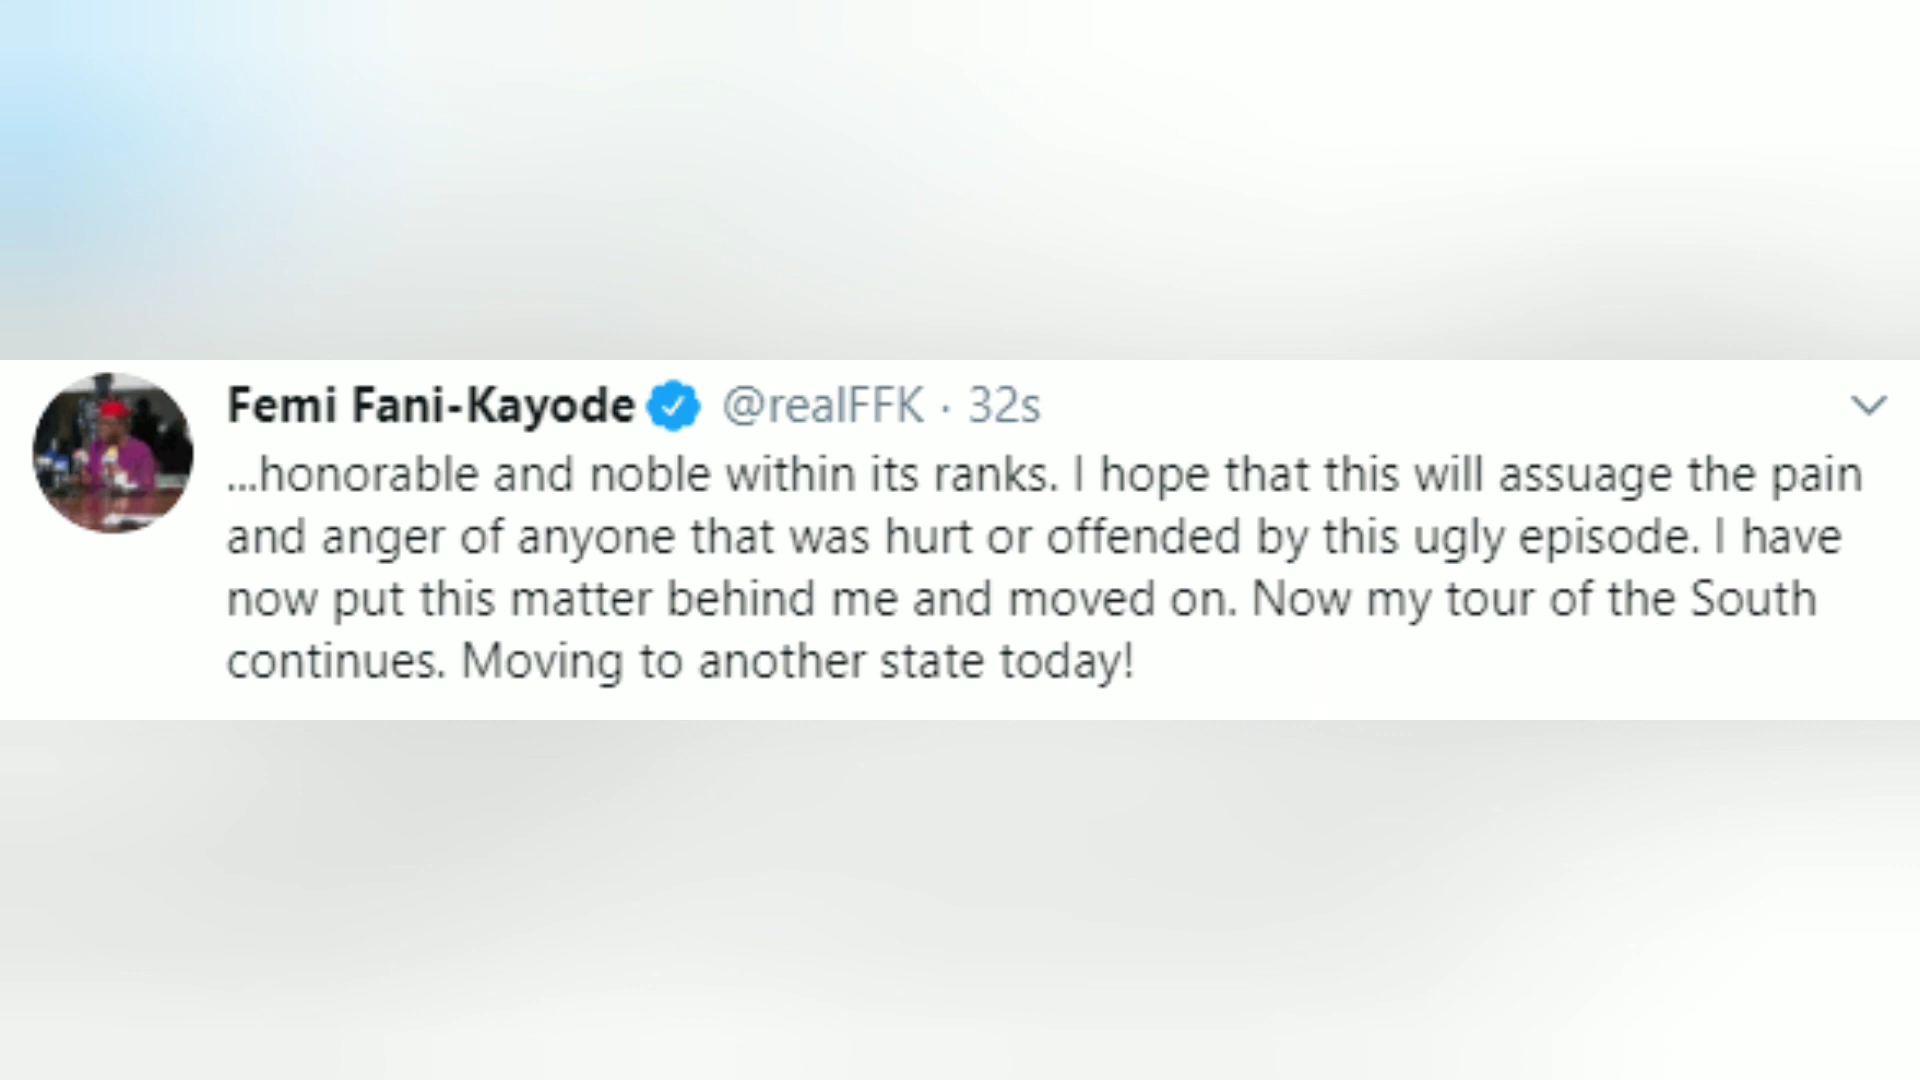 Femi Fani-Kayode @realFFK · 32s
...honorable and noble within its ranks. I hope that this will assuage the pain
and anger of anyone that was hurt or offended by this ugly episode. I have
now put this matter behind me and moved on. Now my tour of the South
continues. Moving to another state today!